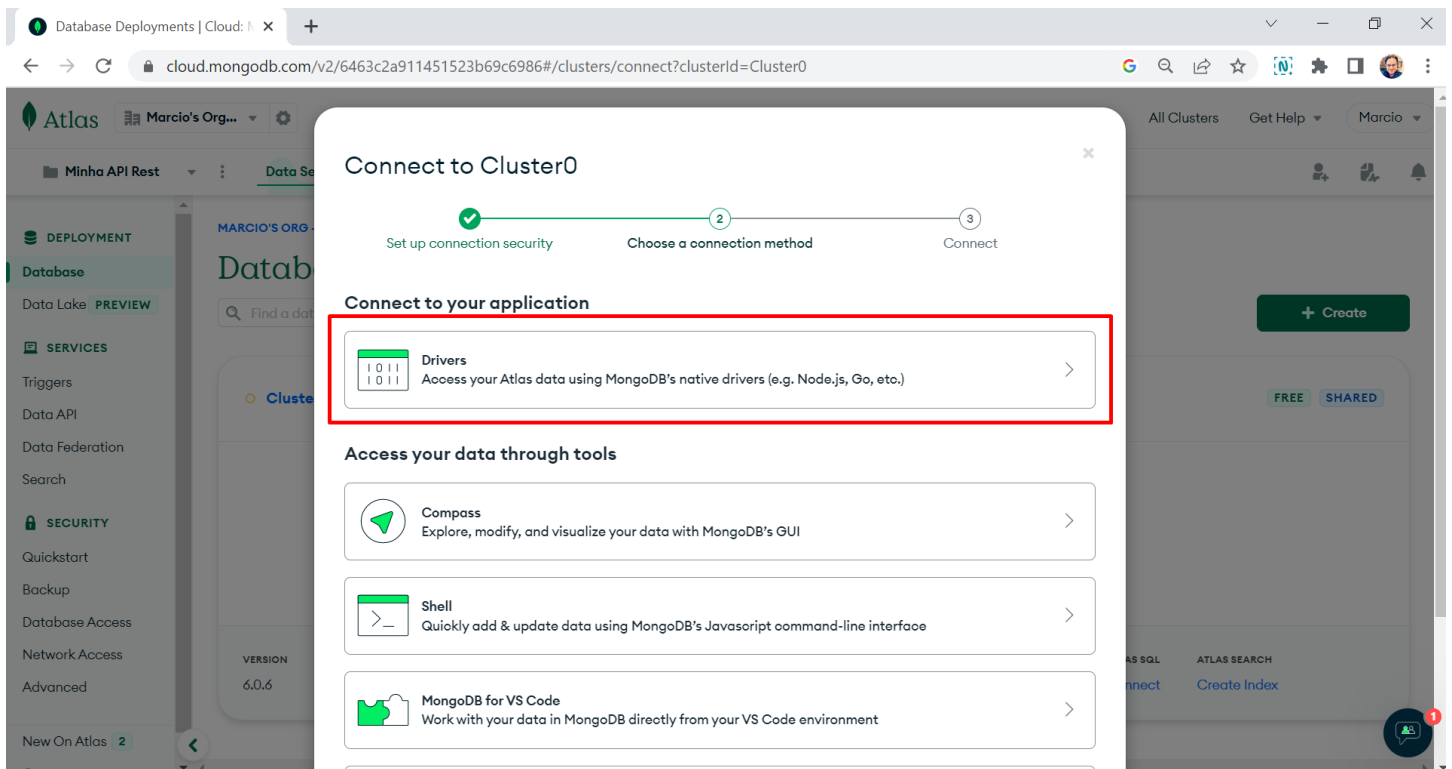 Database Deployments | Cloud: M
cloud.mongodb.com/v2/6463c2a911451523b69c6986#/clusters/connect?clusterId=Cluster0
Atlas
Marcio's Org...
All Clusters
Get Help
Marcio
Minha API Rest
Data Se
DEPLOYMENT
Database
Data Lake PREVIEW
SERVICES
Triggers
Data API
Data Federation
Search
SECURITY
Quickstart
Backup
Database Access
Network Access
Advanced
New On Atlas 2
MARCIO'S ORG -
Datab
Find a dat
+ Create
Cluste
FREE SHARED
VERSION
6.0.6
AS SQL
nnect
ATLAS SEARCH
Create Index
Connect to Cluster0
Set up connection security
2
Choose a connection method
3
Connect
Connect to your application
1011
1011
Drivers
Access your Atlas data using MongoDB's native drivers (e.g. Node.js, Go, etc.)
Access your data through tools
Compass
Explore, modify, and visualize your data with MongoDB's GUI
>_
Shell
Quickly add & update data using MongoDB's Javascript command-line interface
MongoDB for VS Code
Work with your data in MongoDB directly from your VS Code environment
1